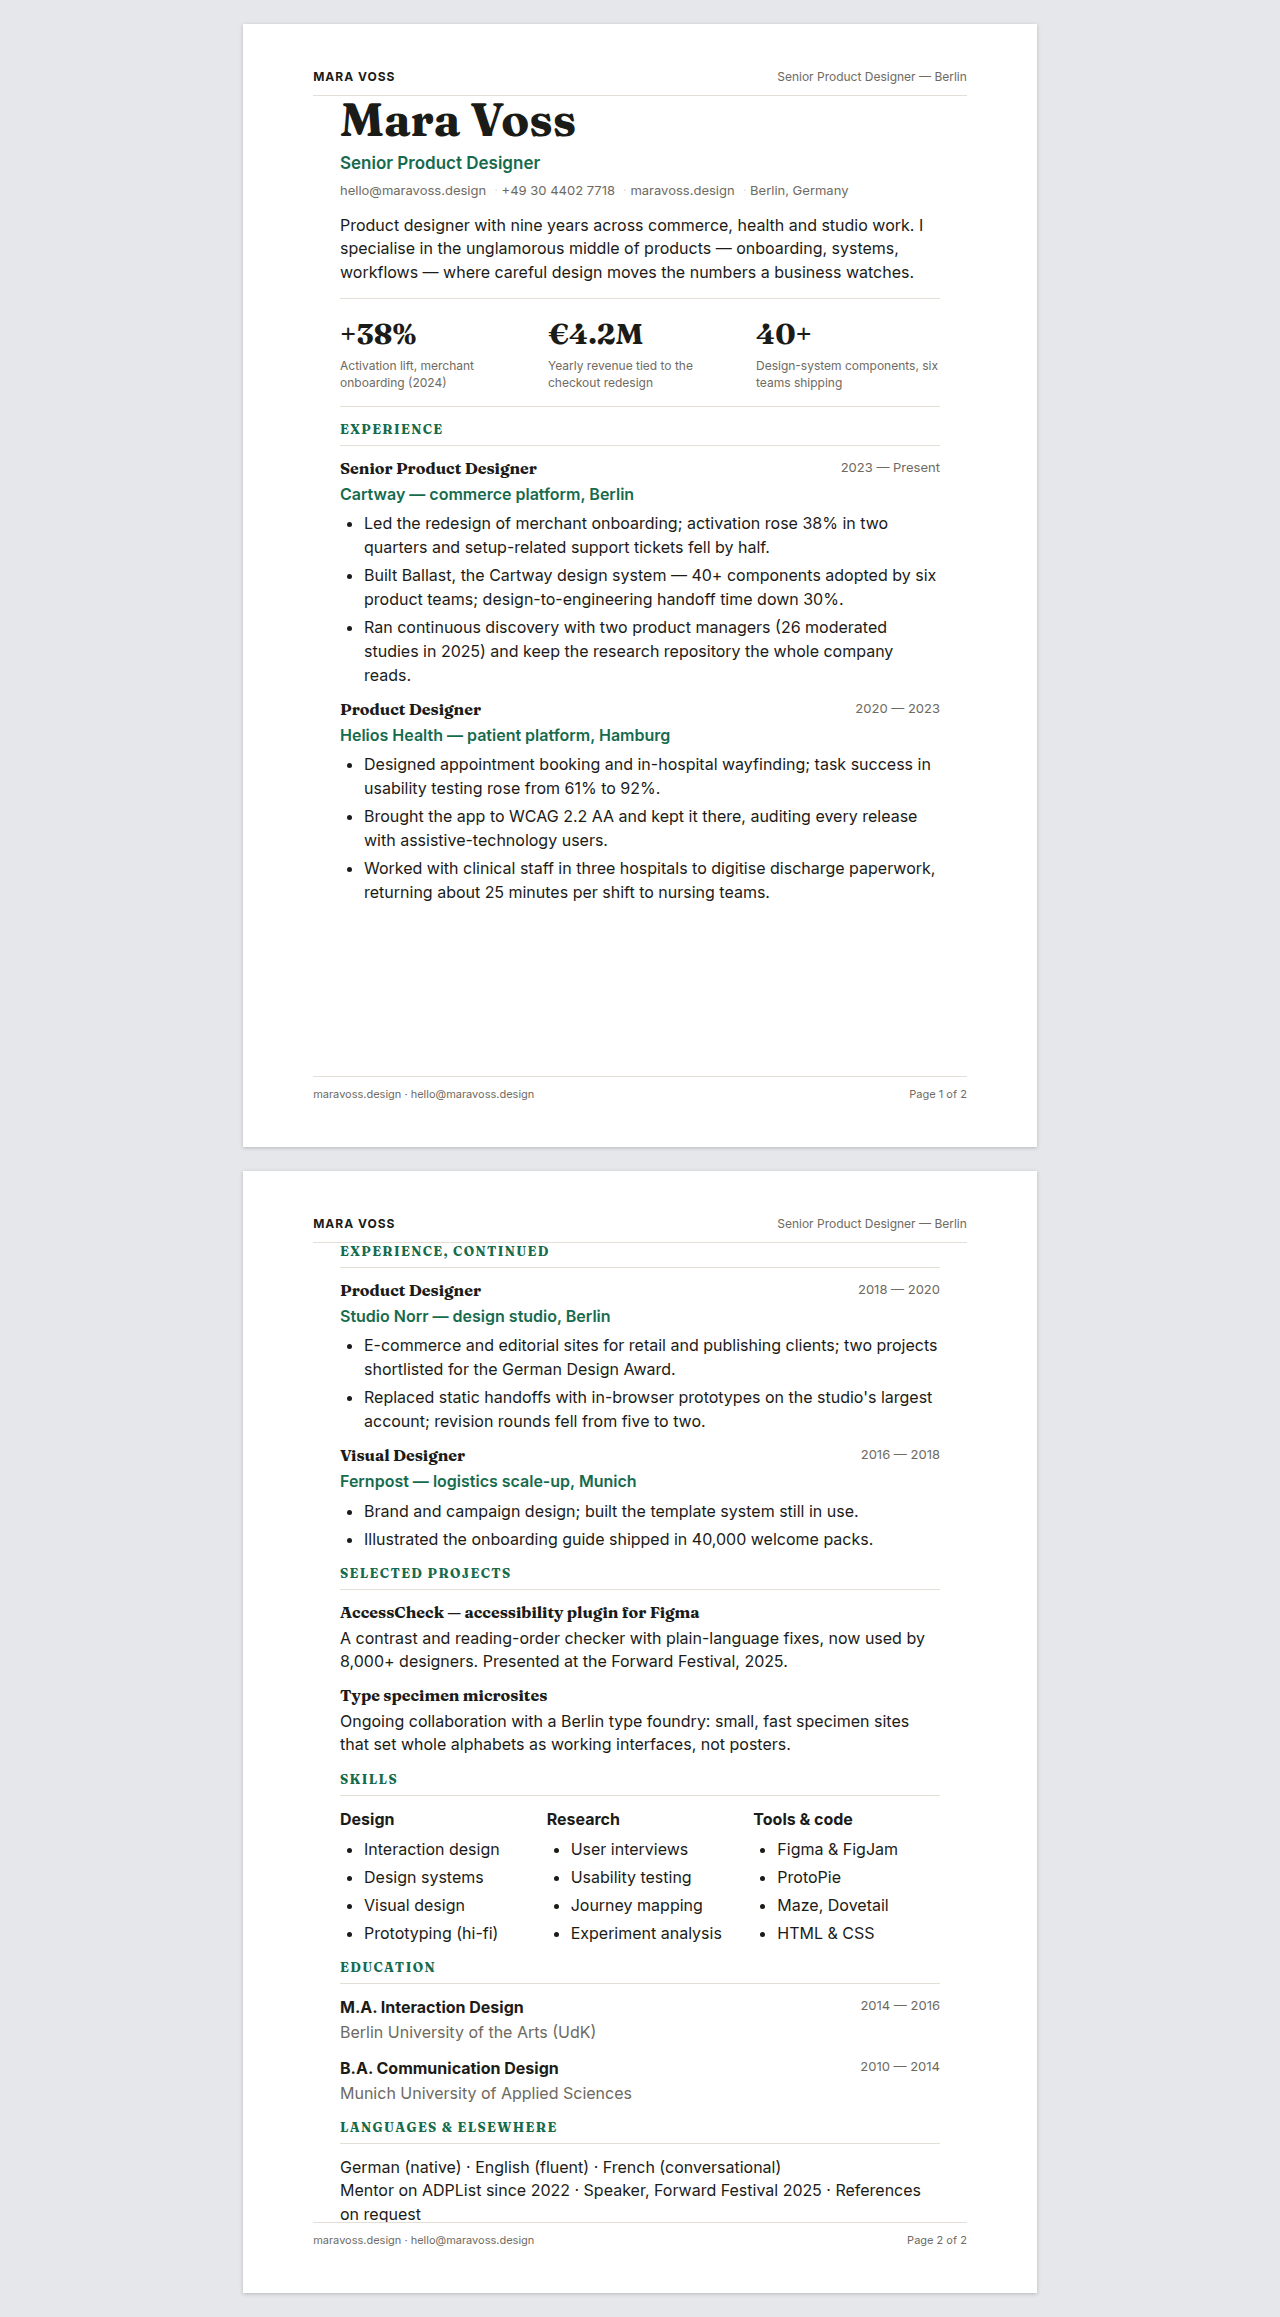 MARA VOSS
Senior Product Designer — Berlin
Mara Voss
Senior Product Designer
hello@maravoss.design · +49 30 4402 7718 · maravoss.design · Berlin, Germany
Product designer with nine years across commerce, health and studio work. I
specialise in the unglamorous middle of products — onboarding, systems,
workflows — where careful design moves the numbers a business watches.
+38%
Activation lift, merchant
onboarding (2024)
€4.2M
Yearly revenue tied to the
checkout redesign
40+
Design-system components, six
teams shipping
EXPERIENCE
Senior Product Designer
2023 — Present
Cartway — commerce platform, Berlin
• Led the redesign of merchant onboarding; activation rose 38% in two
quarters and setup-related support tickets fell by half.
• Built Ballast, the Cartway design system — 40+ components adopted by six
product teams; design-to-engineering handoff time down 30%.
• Ran continuous discovery with two product managers (26 moderated
studies in 2025) and keep the research repository the whole company
reads.
Product Designer
2020 — 2023
Helios Health — patient platform, Hamburg
• Designed appointment booking and in-hospital wayfinding; task success in
usability testing rose from 61% to 92%.
• Brought the app to WCAG 2.2 AA and kept it there, auditing every release
with assistive-technology users.
• Worked with clinical staff in three hospitals to digitise discharge paperwork,
returning about 25 minutes per shift to nursing teams.
maravoss.design · hello@maravoss.design
Page 1 of 2
MARA VOSS
Senior Product Designer — Berlin
EXPERIENCE, CONTINUED
Product Designer
2018 — 2020
Studio Norr — design studio, Berlin
• E-commerce and editorial sites for retail and publishing clients; two projects
shortlisted for the German Design Award.
• Replaced static handoffs with in-browser prototypes on the studio's largest
account; revision rounds fell from five to two.
Visual Designer
2016 — 2018
Fernpost — logistics scale-up, Munich
• Brand and campaign design; built the template system still in use.
• Illustrated the onboarding guide shipped in 40,000 welcome packs.
SELECTED PROJECTS
AccessCheck — accessibility plugin for Figma
A contrast and reading-order checker with plain-language fixes, now used by
8,000+ designers. Presented at the Forward Festival, 2025.
Type specimen microsites
Ongoing collaboration with a Berlin type foundry: small, fast specimen sites
that set whole alphabets as working interfaces, not posters.
SKILLS
Design
• Interaction design
• Design systems
• Visual design
• Prototyping (hi-fi)
Research
• User interviews
• Usability testing
• Journey mapping
• Experiment analysis
Tools & code
• Figma & FigJam
• ProtoPie
• Maze, Dovetail
• HTML & CSS
EDUCATION
M.A. Interaction Design
2014 — 2016
Berlin University of the Arts (UdK)
B.A. Communication Design
2010 — 2014
Munich University of Applied Sciences
LANGUAGES & ELSEWHERE
German (native) · English (fluent) · French (conversational)
Mentor on ADPList since 2022 · Speaker, Forward Festival 2025 · References
on request
maravoss.design · hello@maravoss.design
Page 2 of 2